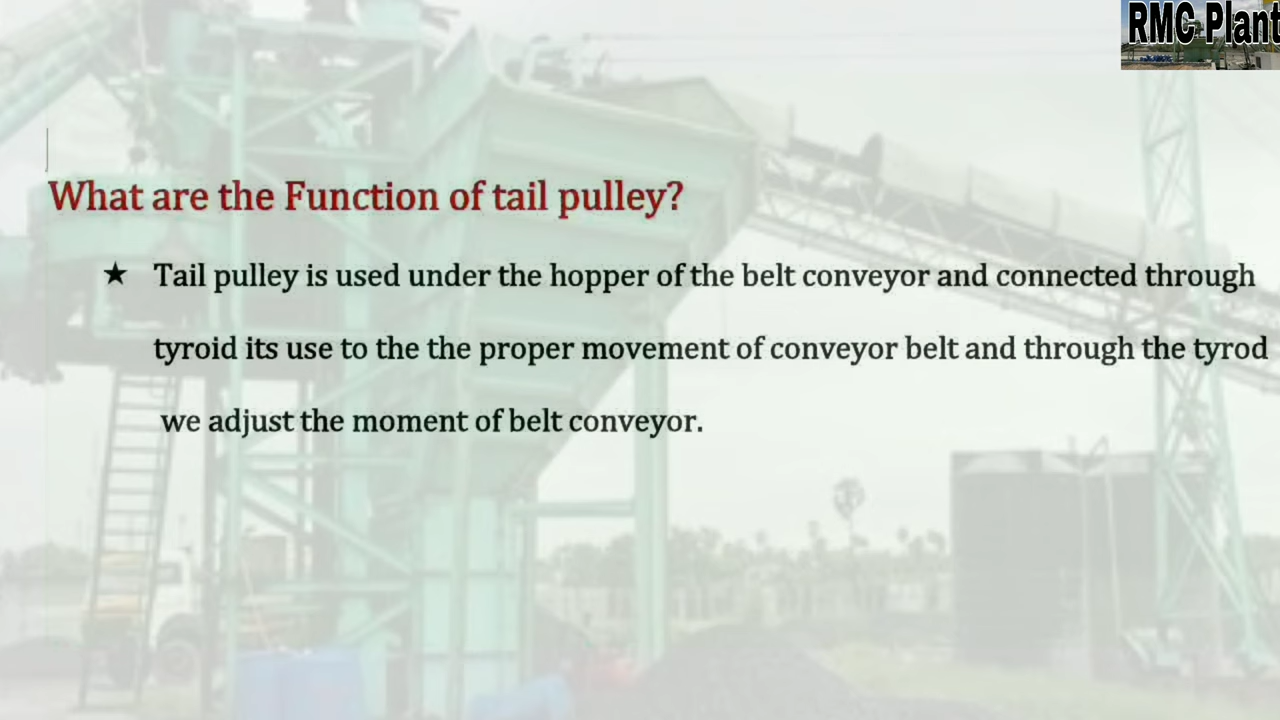 RMC Plant
What are the Function of tail pulley?
★ Tail pulley is used under the hopper of the belt conveyor and connected through
tyroid its use to the the proper movement of conveyor belt and through the tyrod
we adjust the moment of belt conveyor.